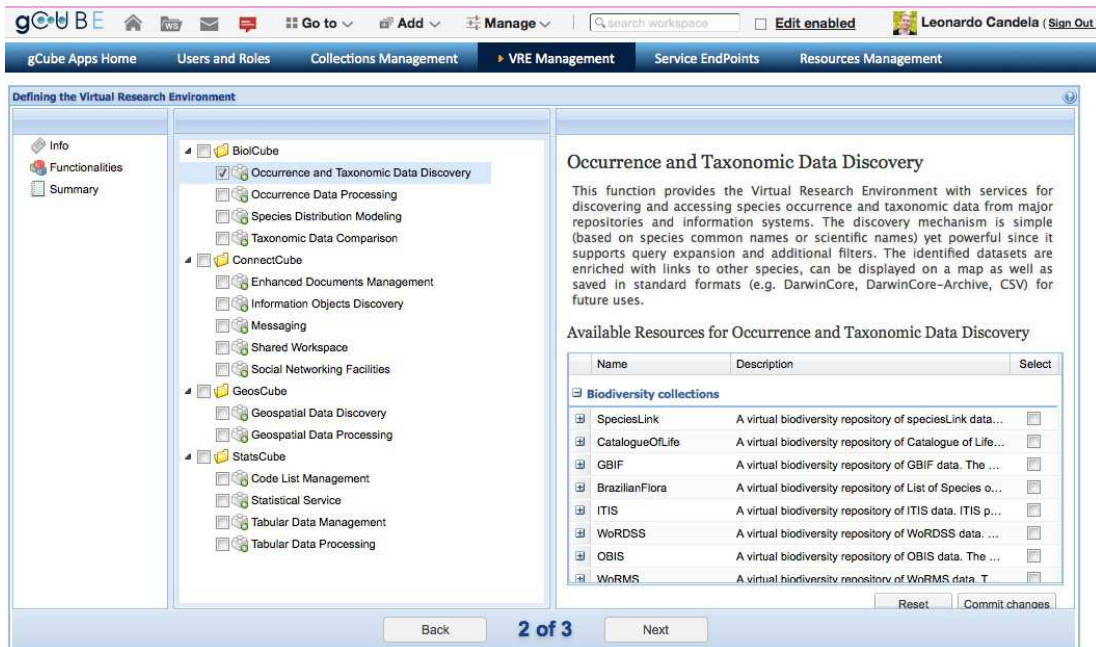 gCUBE Go to Add Manage search workspace Edit enabled Leonardo Candela (Sign Out
WS
gCube Apps Home Users and Roles Collections Management VRE Management Service EndPoints Resources Management
Defining the Virtual Research Environment
Info
Functionalities
Summary
BiolCube
Occurrence and Taxonomic Data Discovery
Occurrence Data Processing
Species Distribution Modeling
Taxonomic Data Comparison
ConnectCube
Enhanced Documents Management
Information Objects Discovery
Messaging
Shared Workspace
Social Networking Facilities
GeosCube
Geospatial Data Discovery
Geospatial Data Processing
StatsCube
Code List Management
Statistical Service
Tabular Data Management
Tabular Data Processing
Occurrence and Taxonomic Data Discovery
This function provides the Virtual Research Environment with services for
discovering and accessing species occurrence and taxonomic data from major
repositories and information systems. The discovery mechanism is simple
(based on species common names or scientific names) yet powerful since it
supports query expansion and additional filters. The identified datasets are
enriched with links to other species, can be displayed on a map as well as
saved in standard formats (e.g. DarwinCore, DarwinCore-Archive, CSV) for
future uses.
Available Resources for Occurrence and Taxonomic Data Discovery
Name Description Select
Biodiversity collections
SpeciesLink A virtual biodiversity repository of speciesLink data...
CatalogueOfLife A virtual biodiversity repository of Catalogue of Life...
GBIF A virtual biodiversity repository of GBIF data. The ...
BrazilianFlora A virtual biodiversity repository of List of Species o...
ITIS A virtual biodiversity repository of ITIS data. ITIS p...
WoRDSS A virtual biodiversity repository of WoRDSS data. ...
OBIS A virtual biodiversity repository of OBIS data. The ...
WoRMS A virtual biodiversity repository of WoRMS data. T...
Reset Commit changes
Back 2 of 3 Next